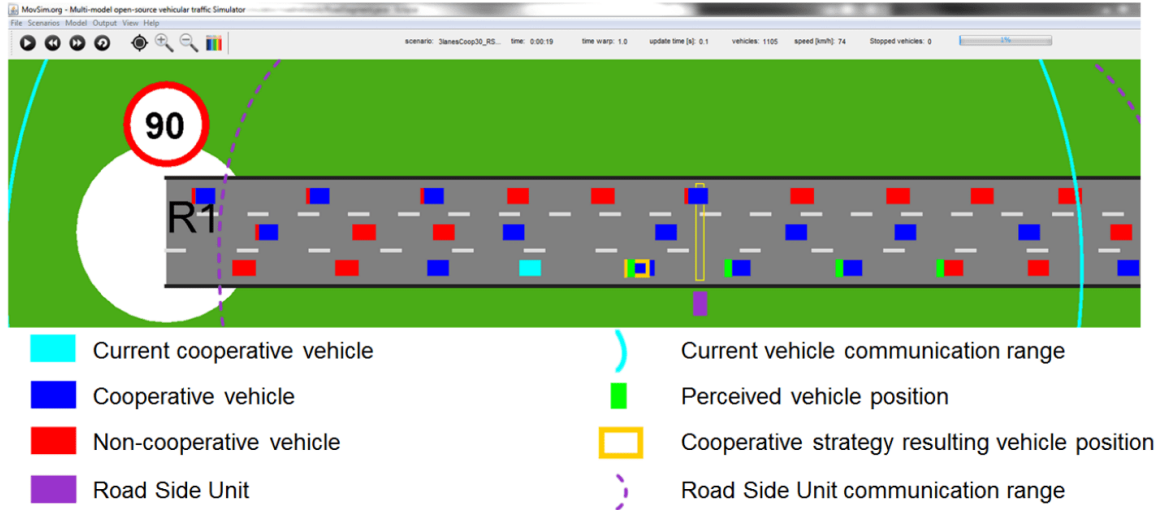 MovSim.org - Multi-model open-source vehicular traffic Simulator
File Scenarios Model Output View Help
scenario: 3lanesCoop30_RS... time: 0:00:19 time warp: 1.0 update time [s]: 0.1 vehicles: 1105 speed [km/h]: 74 Stopped vehicles: 0 1%
90
R1
Current cooperative vehicle
Current vehicle communication range
Cooperative vehicle
Perceived vehicle position
Non-cooperative vehicle
Cooperative strategy resulting vehicle position
Road Side Unit
Road Side Unit communication range